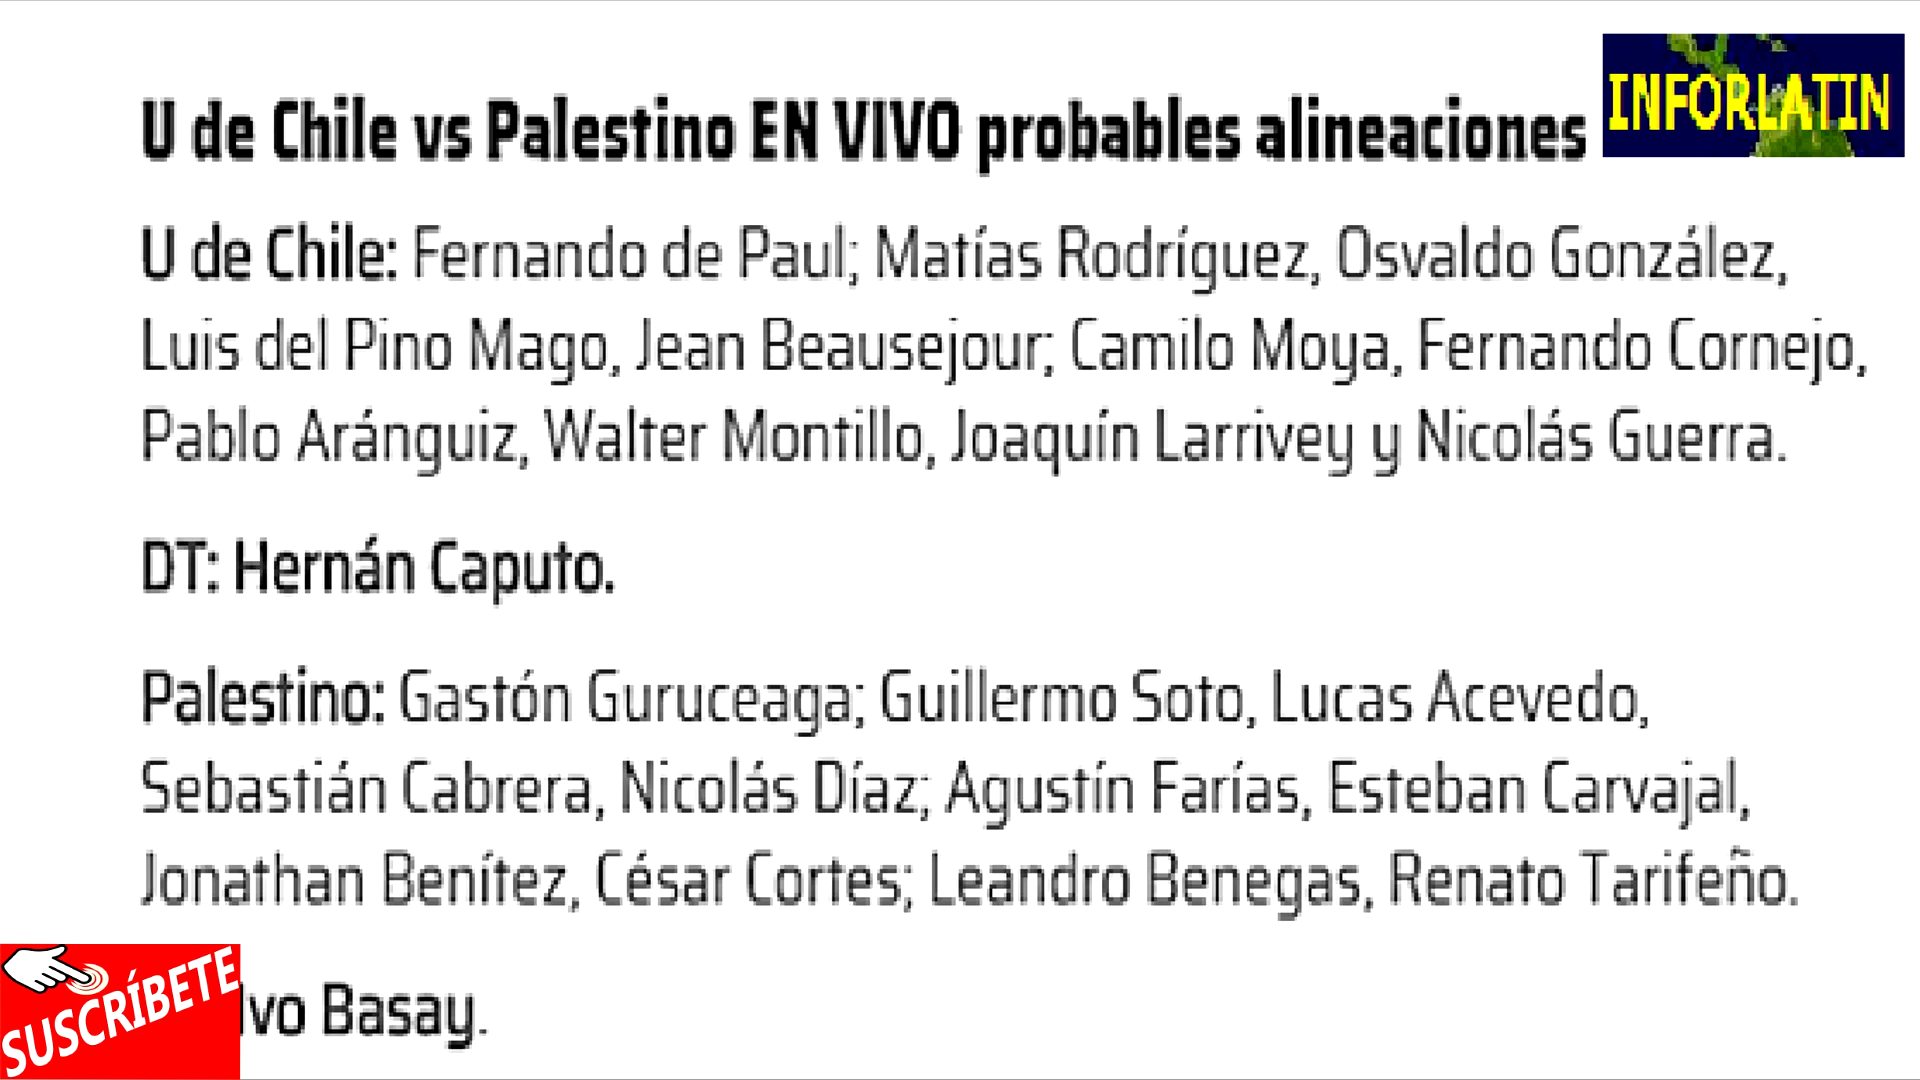 U de Chile vs Palestino EN VIVO probables alineaciones
INFORLATIN
U de Chile: Fernando de Paul; Matías Rodríguez, Osvaldo González,
Luis del Pino Mago, Jean Beausejour; Camilo Moya, Fernando Cornejo,
Pablo Aránguiz, Walter Montillo, Joaquín Larrivey y Nicolás Guerra.
DT: Hernán Caputo.
Palestino: Gastón Guruceaga; Guillermo Soto, Lucas Acevedo,
Sebastián Cabrera, Nicolás Díaz; Agustín Farías, Esteban Carvajal,
Jonathan Benítez, César Cortes; Leandro Benegas, Renato Tarifeño.
SUSCRÍBETE
Basay.